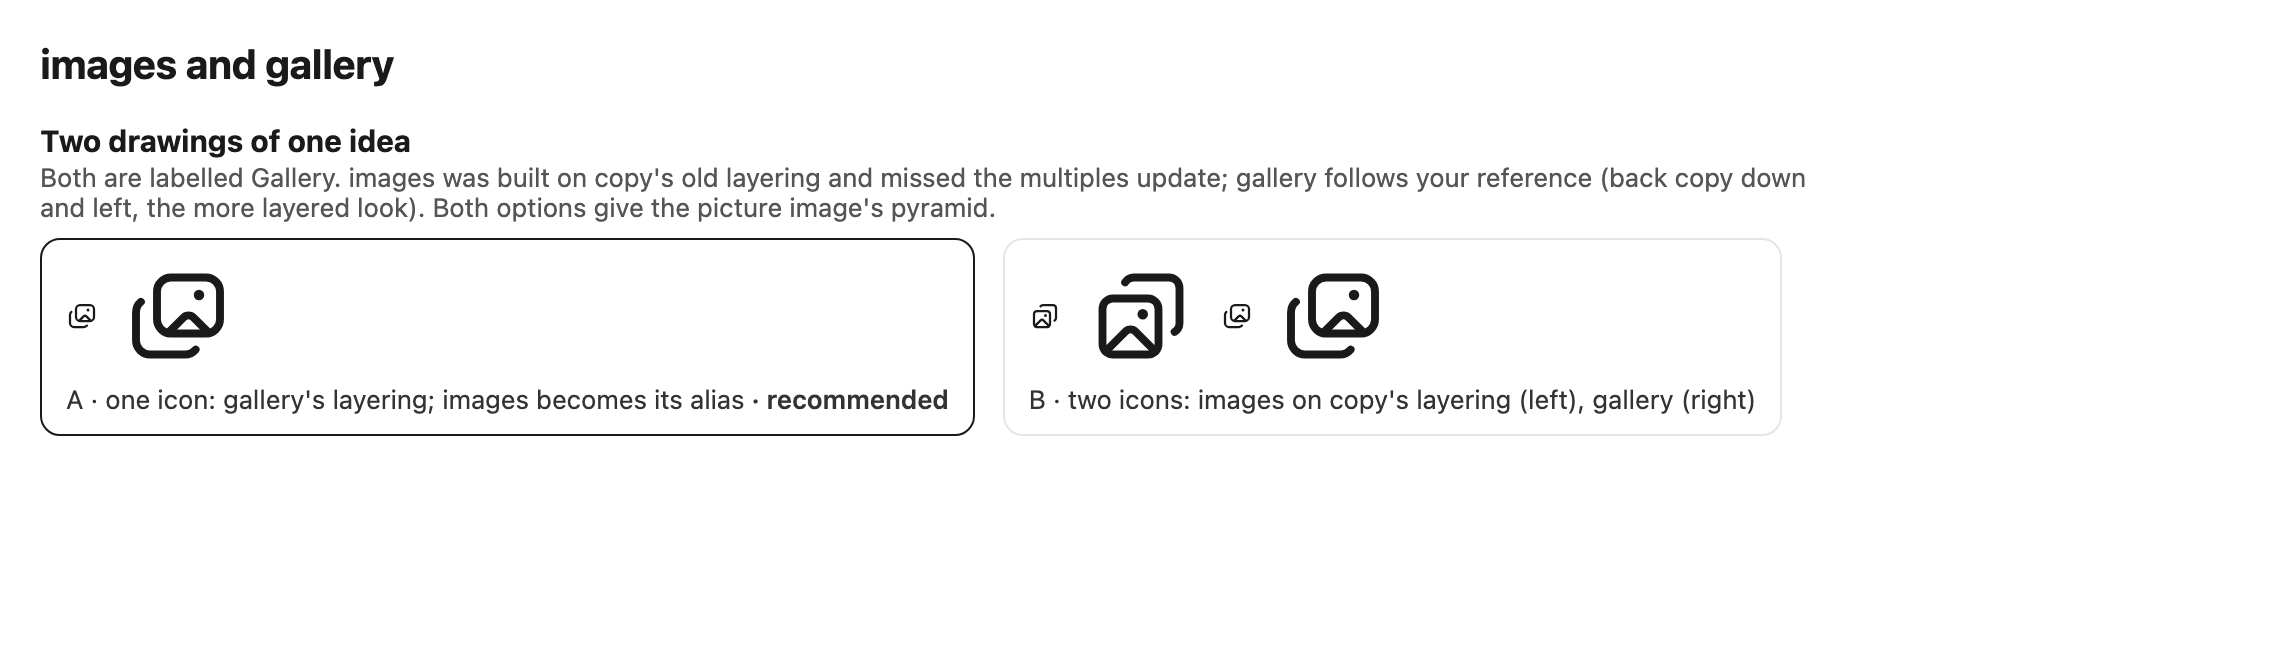 images and gallery
Two drawings of one idea
Both are labelled Gallery. images was built on copy's old layering and missed the multiples update; gallery follows your reference (back copy down
and left, the more layered look). Both options give the picture image's pyramid.
A · one icon: gallery's layering; images becomes its alias · recommended
B · two icons: images on copy's layering (left), gallery (right)